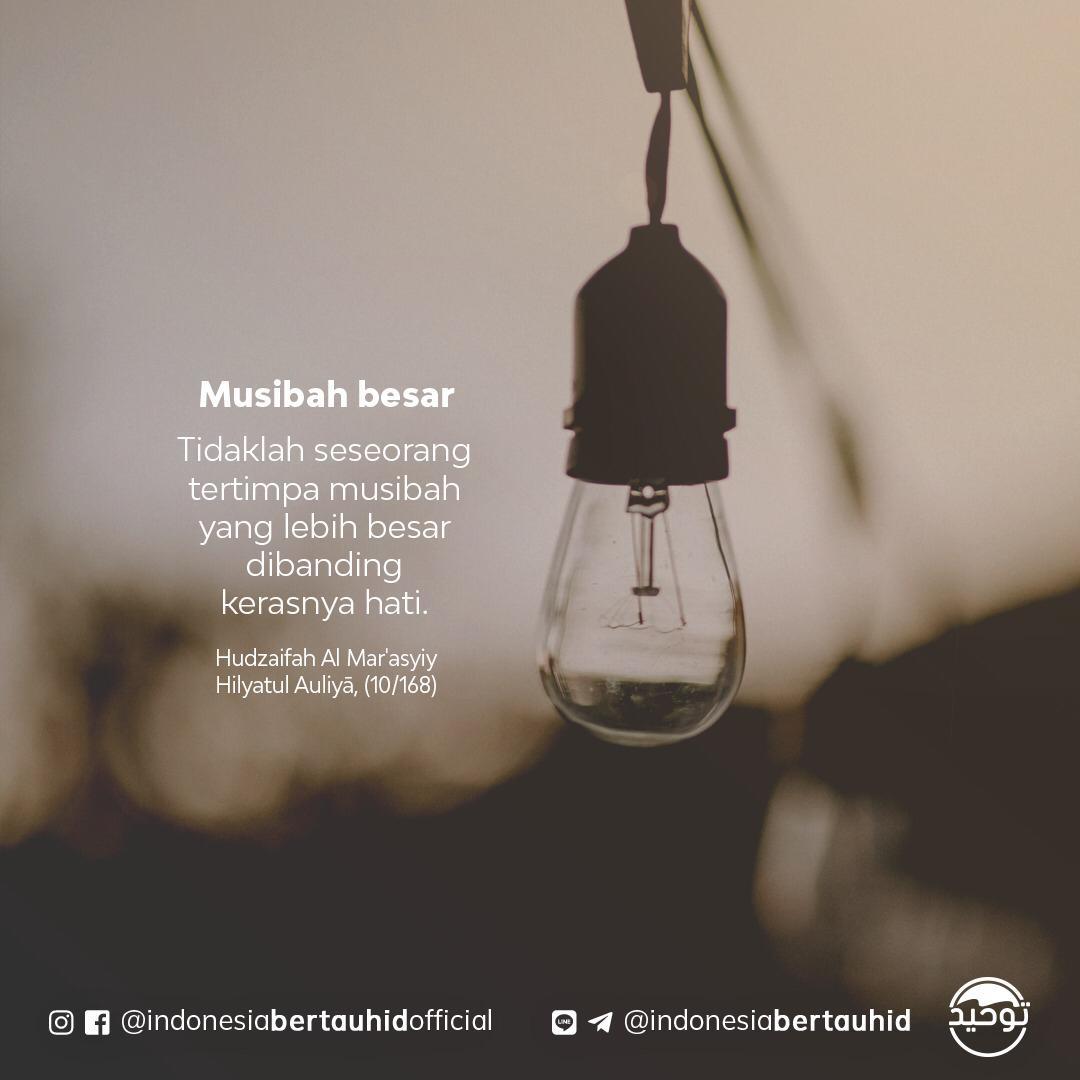 Musibah besar
Tidaklah seseorang
tertimpa musibah
yang lebih besar
dibanding
kerasnya hati.
Hudzaifah Al Mar'asyiy
Hilyatul Auliyā, (10/168)
@indonesiabertauhidofficial
LINE
@indonesiabertauhid
توحيد